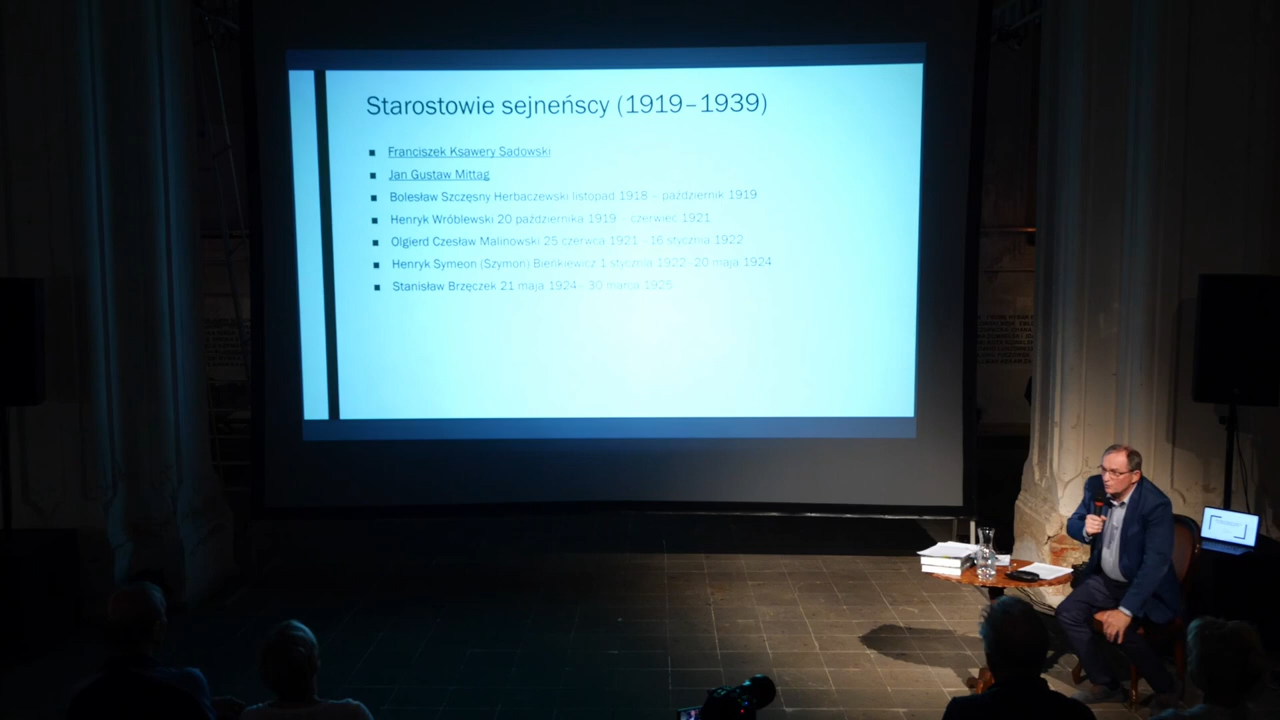 Starostowie sejneńscy (1919–1939)
Franciszek Ksawery Sadowski
Jan Gustaw Mittag
Bolesław Szczęsny Herbaczewski listopad 1918 – październik 1919
Henryk Wróblewski 20 października 1919 – czerwiec 1921
Olgierd Czesław Malinowski 25 czerwca 1921 – 16 stycznia 1922
Henryk Symeon (Szymon) Bieńkiewicz 1 stycznia 1922–20 maja 1924
Stanisław Brzęczek 21 maja 1924– 30 marca 1925